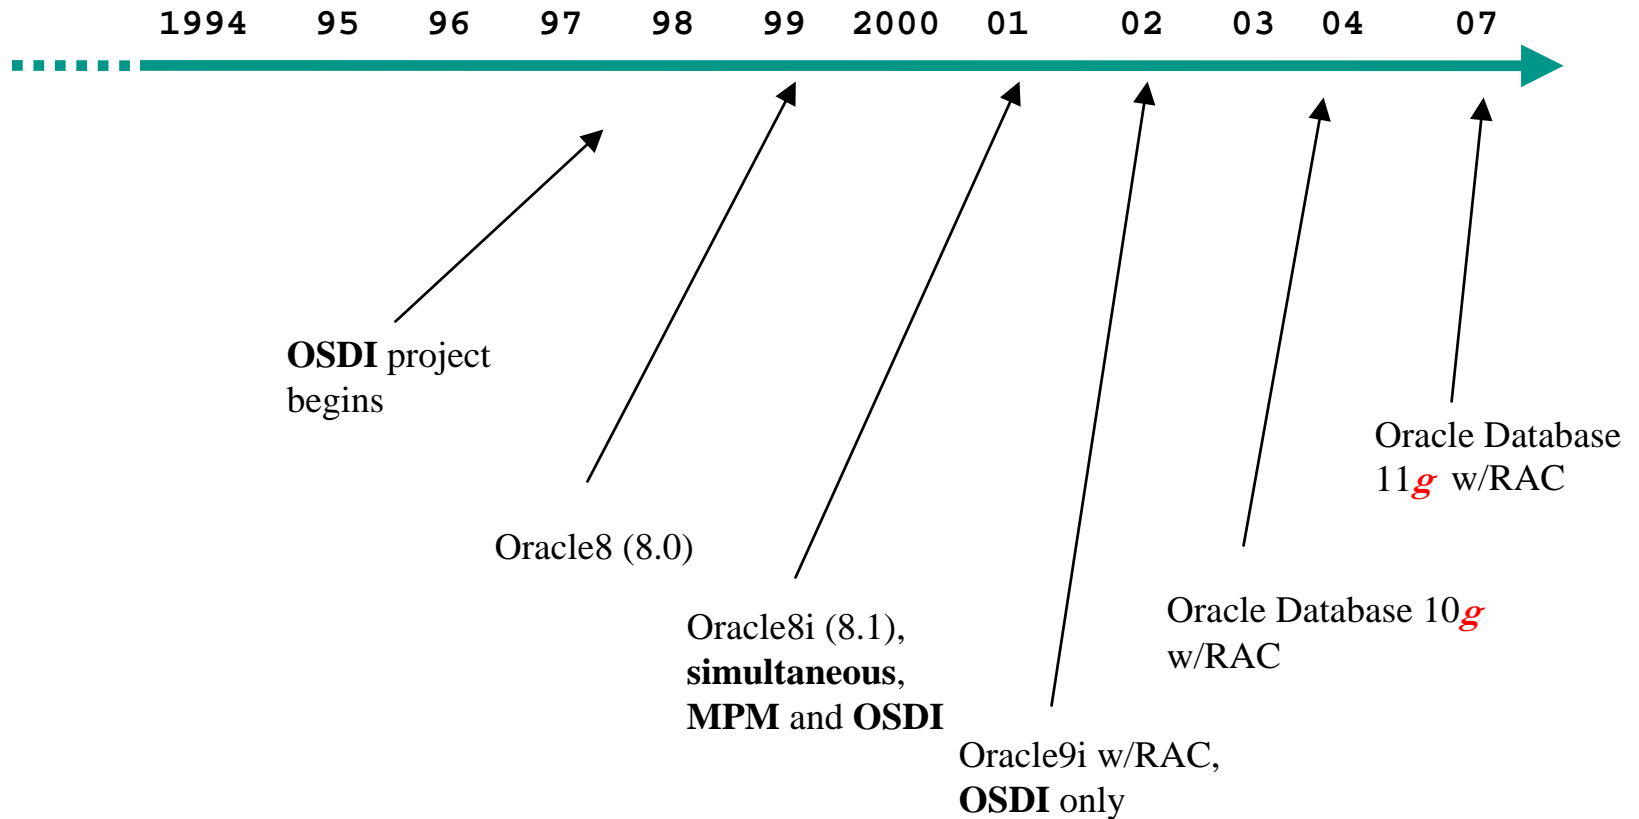 1994 95 96 97 98 99 2000 01 02 03 04 07
OSDI project
begins
Oracle8 (8.0)
Oracle8i (8.1),
simultaneous,
MPM and OSDI
Oracle9i w/RAC,
OSDI only
Oracle Database 10g
w/RAC
Oracle Database
11g w/RAC